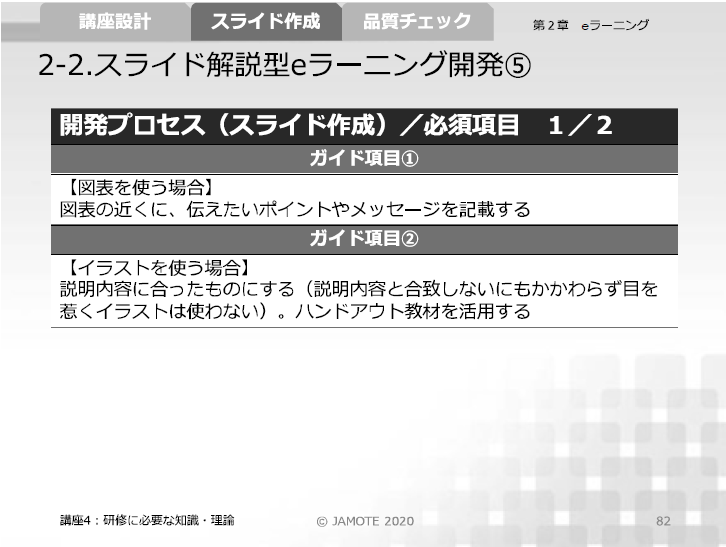 講座設計 スライド作成 品質チェック 第２章 eラーニング
2-2.スライド解説型eラーニング開発⑤
開発プロセス（スライド作成）／必須項目 １／２
ガイド項目①
【図表を使う場合】
図表の近くに、伝えたいポイントやメッセージを記載する
ガイド項目②
【イラストを使う場合】
説明内容に合ったものにする（説明内容と合致しないにもかかわらず目を
惹くイラストは使わない）。ハンドアウト教材を活用する
講座4：研修に必要な知識・理論 © JAMOTE 2020 82